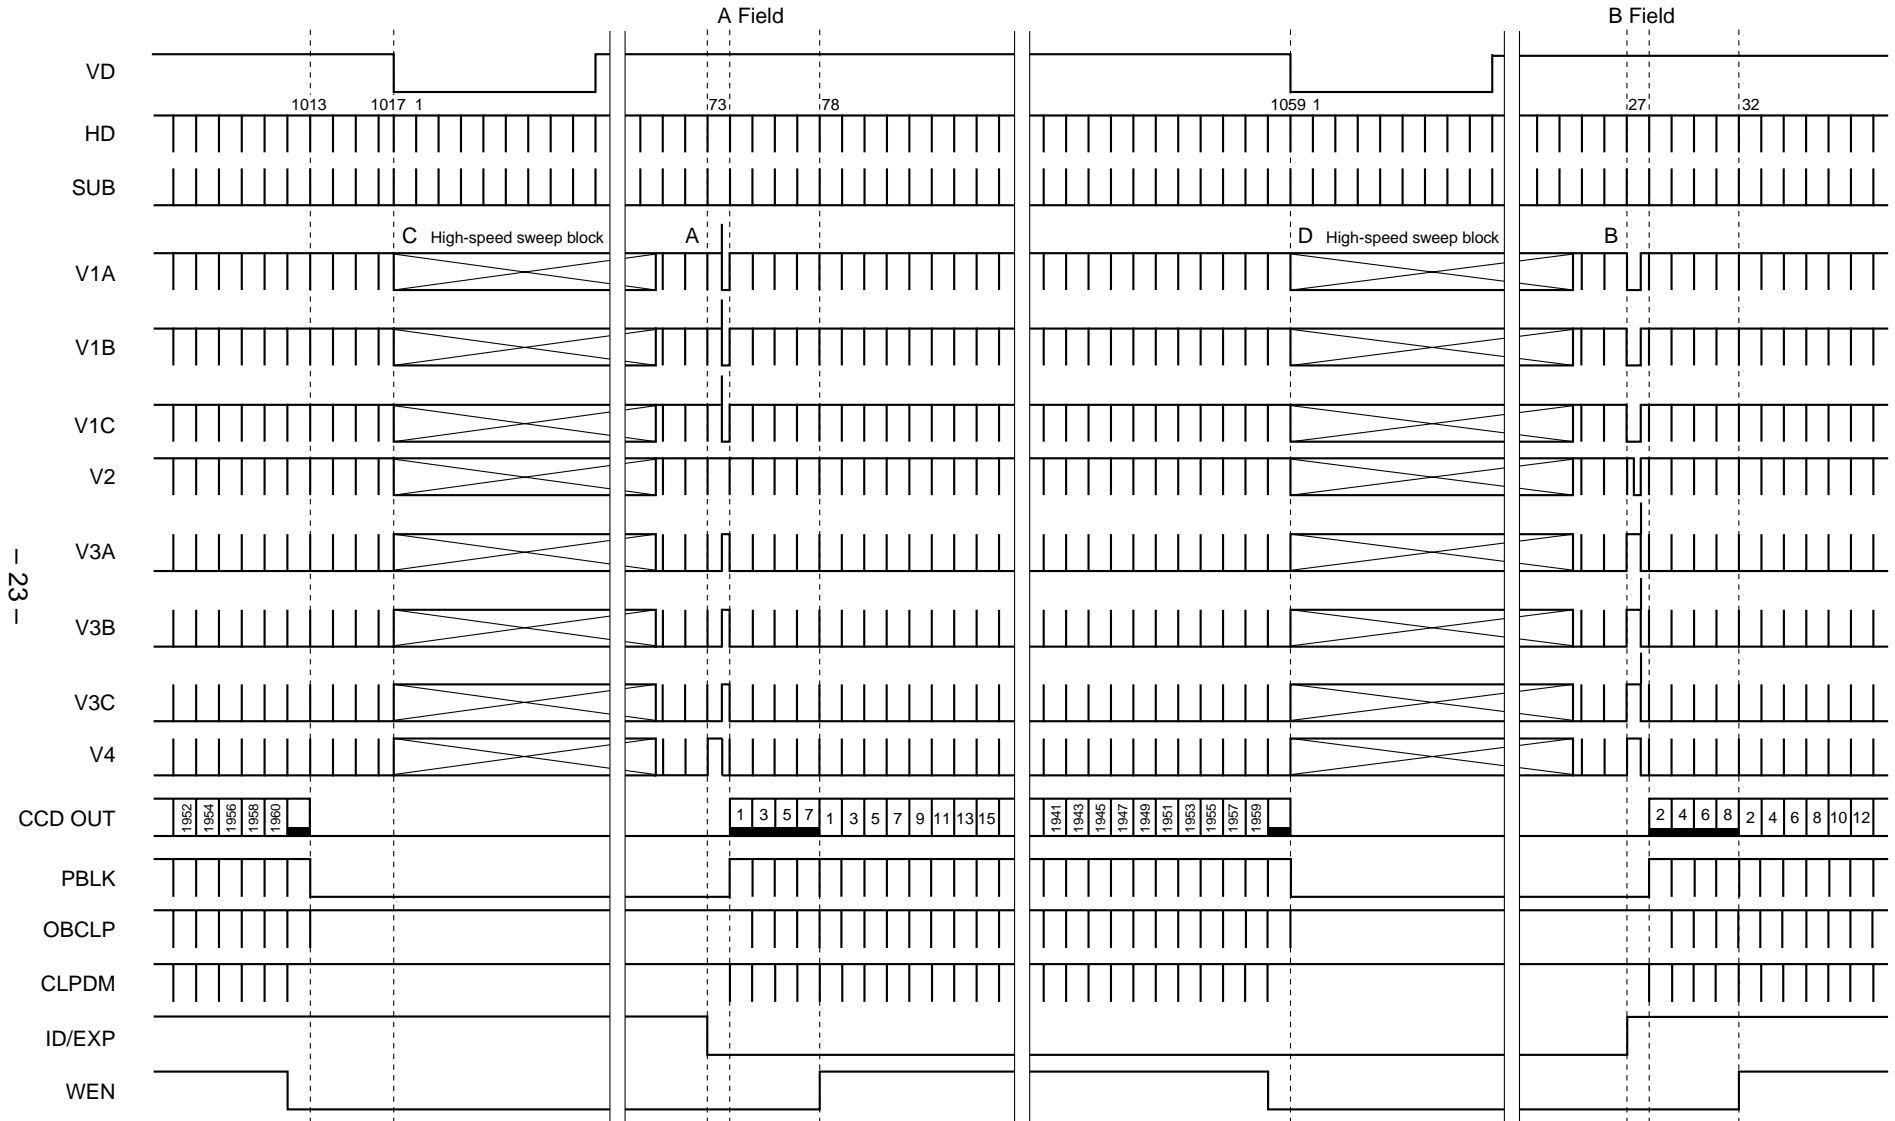 A Field B Field
VD
1013 1017 1 73 78 1059 1 27 32
HD
SUB
C High-speed sweep block A D High-speed sweep block B
V1A
V1B
V1C
V2
V3A
V3B
V3C
V4
CCD OUT 1952 1954 1956 1958 1960 1 3 5 7 1 3 5 7 9 11 13 15 1941 1943 1945 1947 1949 1951 1953 1955 1957 1959 2 4 6 8 2 4 6 8 10 12
PBLK
OBCLP
CLPDM
ID/EXP
WEN
– 23 –